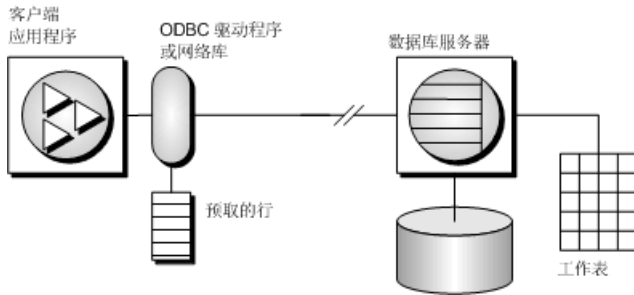 客户端
应用程序
ODBC 驱动程序
或网络库
数据库服务器
预取的行
工作表